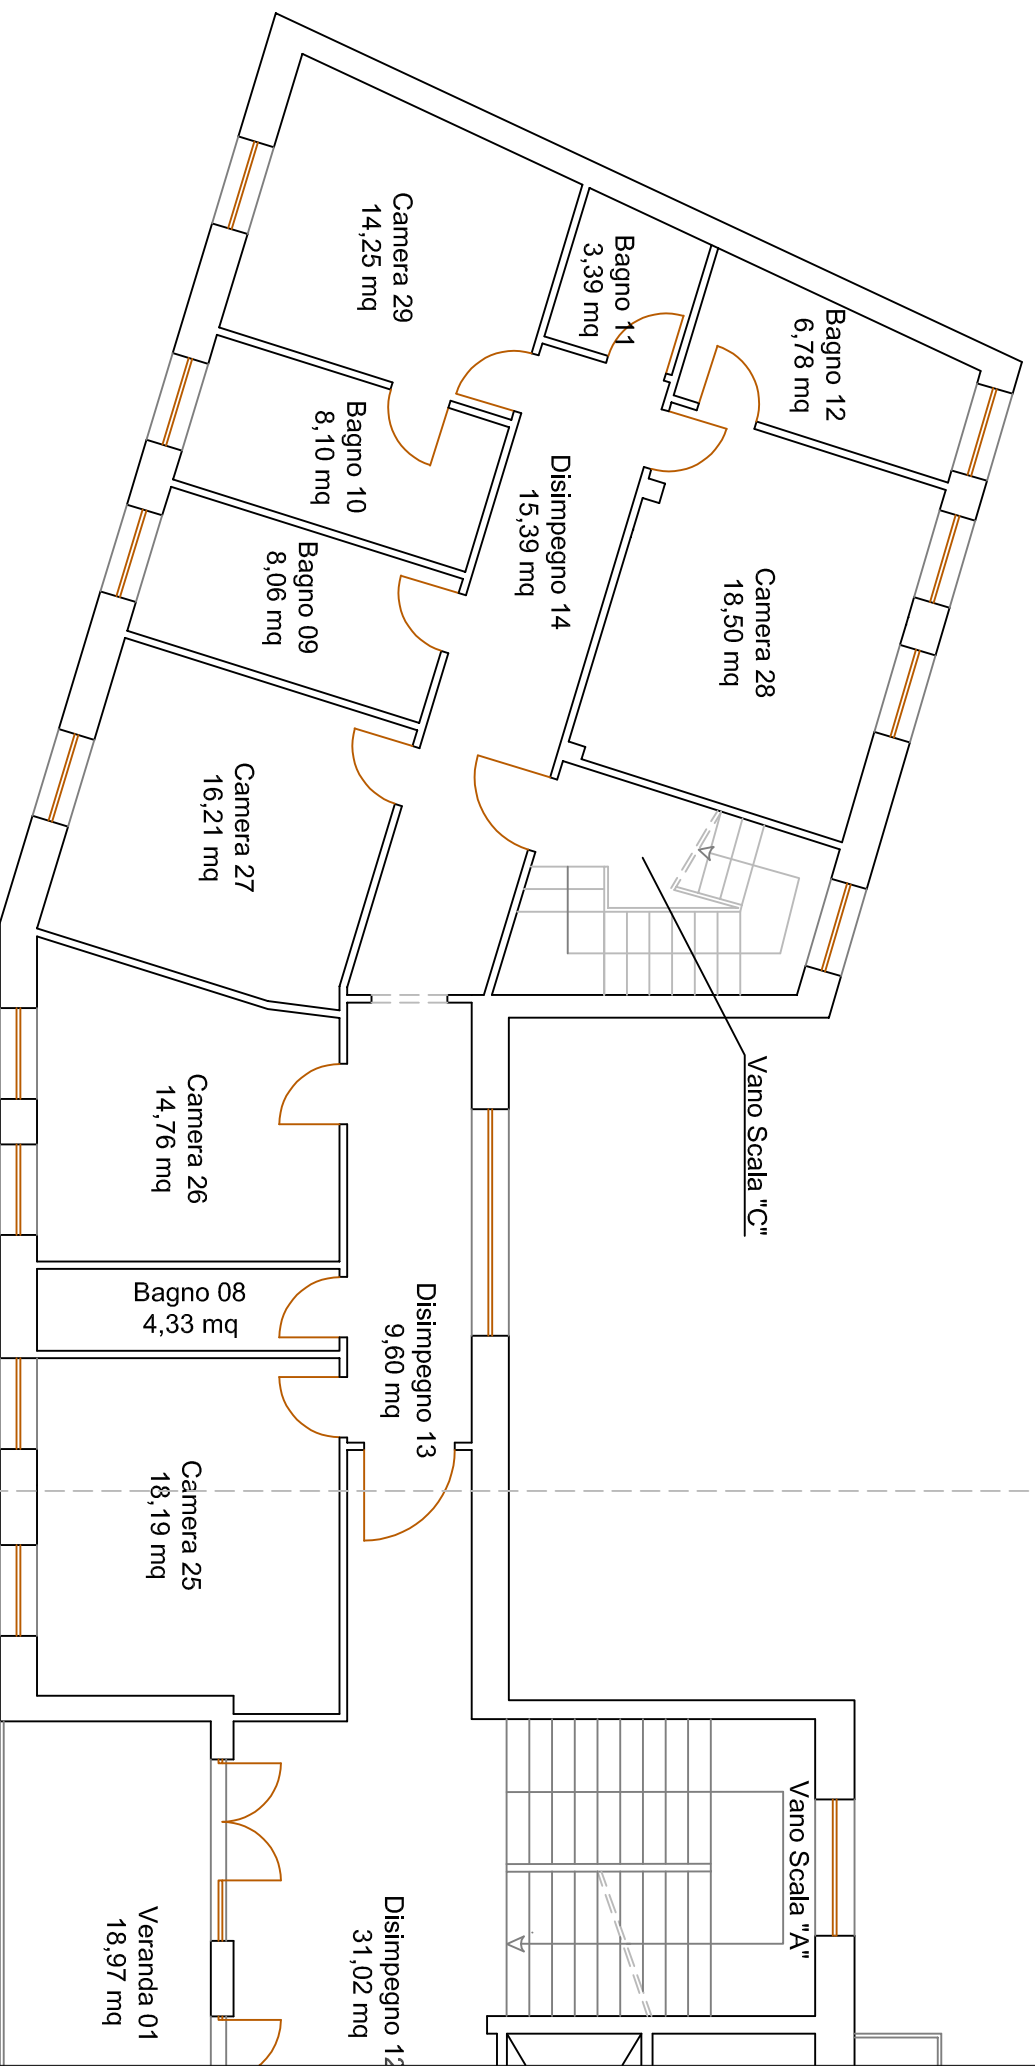 Camera 29
14,25 mq
Bagno 11
3,39 mq
Bagno 12
6,78 mq
Bagno 10
8,10 mq
Disimpegno 14
15,39 mq
Bagno 09
8,06 mq
Camera 28
18,50 mq
Camera 27
16,21 mq
Vano Scala "C"
Camera 26
14,76 mq
Bagno 08
4,33 mq
Disimpegno 13
9,60 mq
Camera 25
18,19 mq
Vano Scala "A"
Disimpegno 12
31,02 mq
Veranda 01
18,97 mq